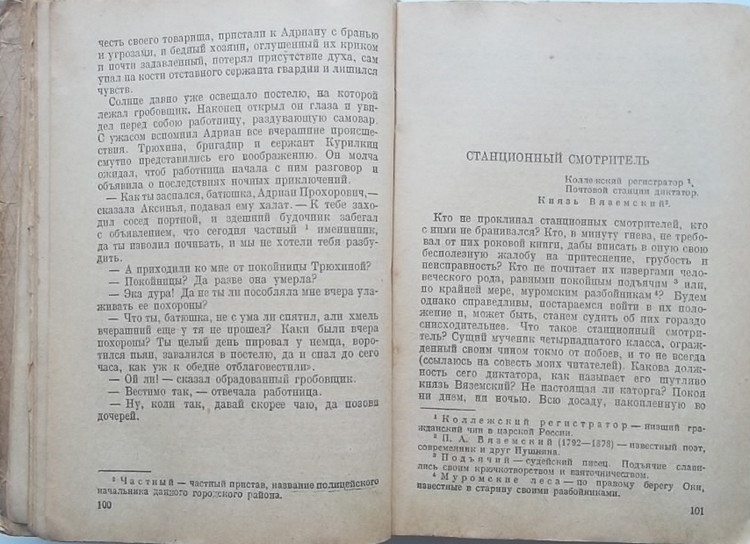 честь своего товарища, пристали к Адриану с бранью
и угрозами, и бедный хозяин, оглушенный их криком
и почти задавленный, потерял присутствие духа, сам
упал на кости отставного сержанта гвардии и лишился
чувств.
Солнце давно уже освещало постелю, на которой
лежал гробовщик. Наконец открыл он глаза и уви-
дел перед собою работницу, раздувающую самовар.
С ужасом вспомнил Адриан все вчерашние происше-
ствия. Трюхина, бригадир и сержант Курилкин
смутно представились его воображению. Он молча
ожидал, чтоб работница начала с ним разговор и
объявила о последствиях ночных приключений.
— Как ты заспался, батюшка, Адриан Прохорович,—
сказала Аксинья, подавая ему халат.— К тебе захо-
дил сосед портной, и здешний будочник забегал
с объявлением, что сегодня частный ¹ именинник,
да ты изволил почивать, и мы не хотели тебя разбу-
дить.
— А приходили ко мне от покойницы Трюхиной?
— Покойницы? Да разве она умерла?
— Эка дура! Да не ты ли пособляла мне вчера ула-
живать ее похороны?
— Что ты, батюшка, не с ума ли спятил, али хмель
вчерашний еще у тя не прошел? Каки были вчера
похороны? Ты целый день пировал у немца, воро-
тился пьян, завалился в постелю, да и спал до сего
часа, как уж к обедне отблаговестили».
— Ой ли! — сказал обрадованный гробовщик.
— Вестимо так, — отвечала работница.
— Ну, коли так, давай скорее чаю, да позови
дочерей.
³ Частный — частный пристав, название полицейского
начальника данного городского района.
100
СТАНЦИОННЫЙ СМОТРИТЕЛЬ
Коллежский регистратор ¹,
Почтовой станции диктатор.
Князь Вяземский².
Кто не проклинал станционных смотрителей, кто
с ними не бранивался? Кто, в минуту гнева, не требо-
вал от них роковой книги, дабы вписать в оную свою
бесполезную жалобу на притеснение, грубость и
неисправность? Кто не почитает их извергами чело-
веческого рода, равными покойным подьячим ³ или,
по крайней мере, муромским разбойникам ⁴? Будем
однако справедливы, постараемся войти в их поло-
жение и, может быть, станем судить об них гораздо
снисходительнее. Что такое станционный смотри-
тель? Сущий мученик четырнадцатого класса, ограж-
денный своим чином токмо от побоев, и то не всегда
(ссылаюсь на совесть моих читателей). Какова долж-
ность сего диктатора, как называет его шутливо
князь Вяземский? Не настоящая ли каторга? Покоя
ни днем, ни ночью. Всю досаду, накопленную во
¹ Коллежский регистратор — низший гра-
жданский чин в царской России.
² П. А. Вяземский (1792—1878) — известный поэт,
современник и друг Пушкина.
³ Подъячий — судейский писец. Подъячие слави-
лись своим крючкотворством и взяточничеством.
⁴ Муромские леса — по правому берегу Оки,
известные в старину своими разбойниками.
101